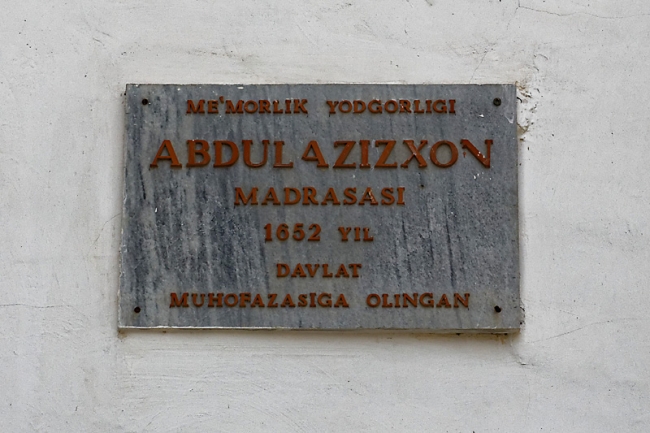 ME'MORLIK YODGORLIGI
ABDULAZIZXON
MADRASASI
1652 YIL
DAVLAT
MUHOFAZASIGA OLINGAN